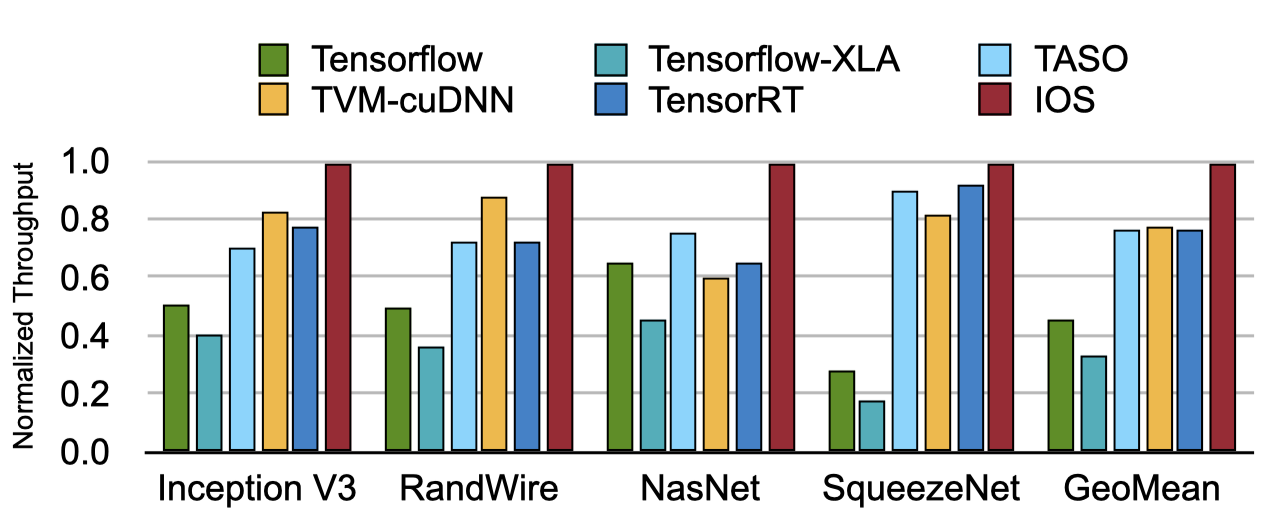 Tensorflow Tensorflow-XLA TASO
TVM-cuDNN TensorRT IOS
Normalized Throughput
1.0
0.8
0.6
0.4
0.2
0.0
Inception V3 RandWire NasNet SqueezeNet GeoMean